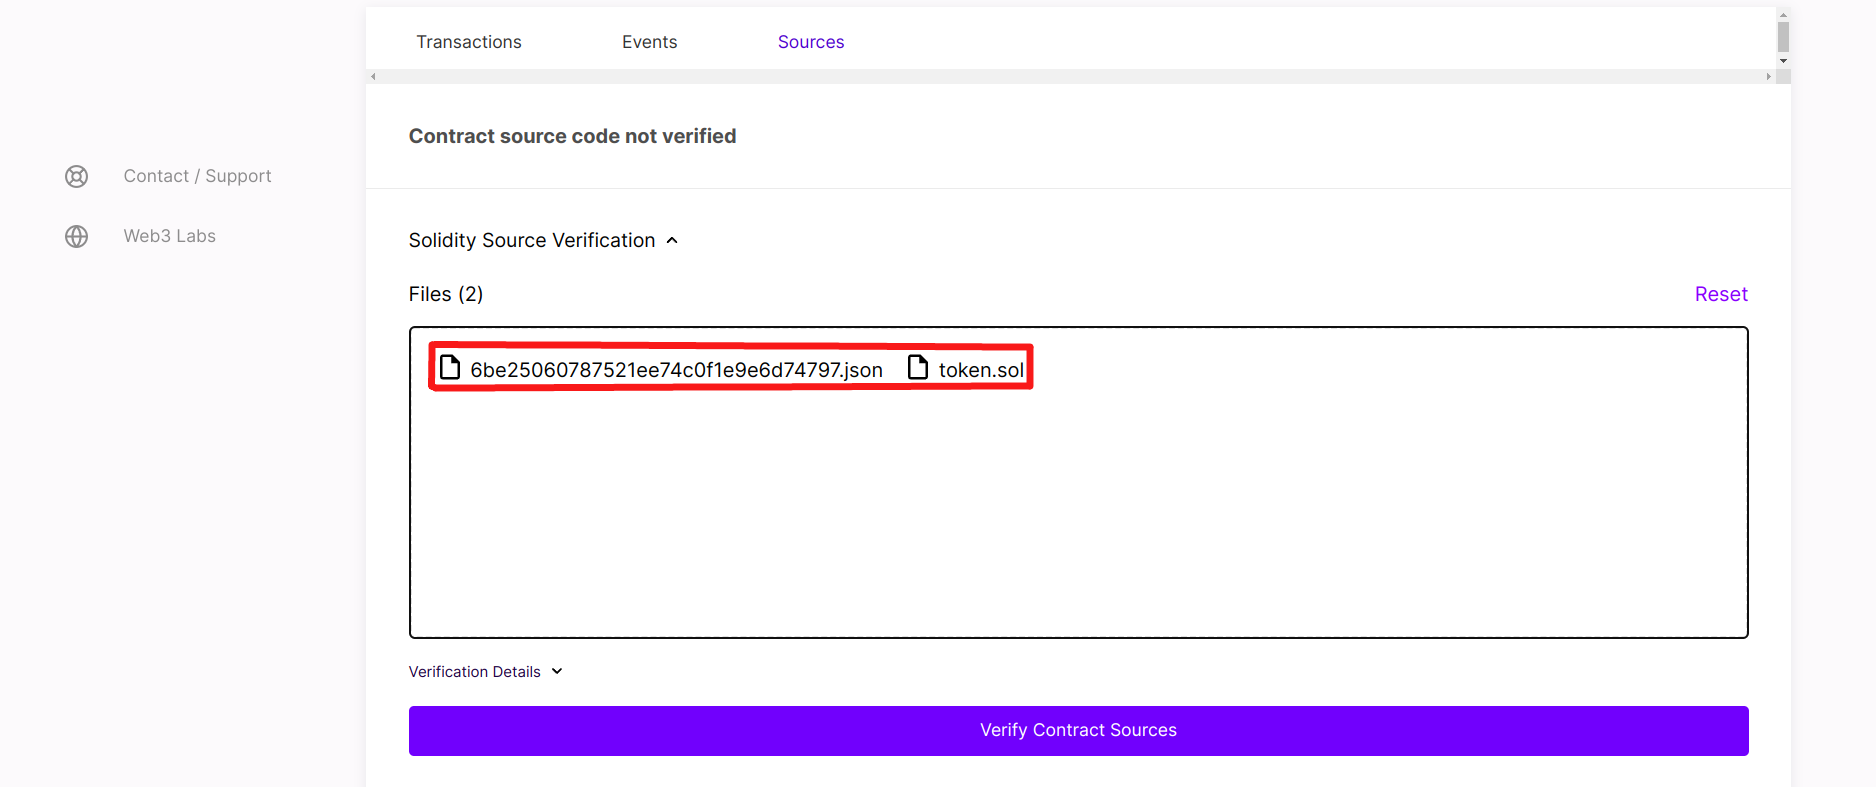 Transactions Events Sources
Contract source code not verified
Contact / Support
Web3 Labs
Solidity Source Verification
Files (2) Reset
6be25060787521ee74c0f1e9e6d74797.json token.sol
Verification Details
Verify Contract Sources